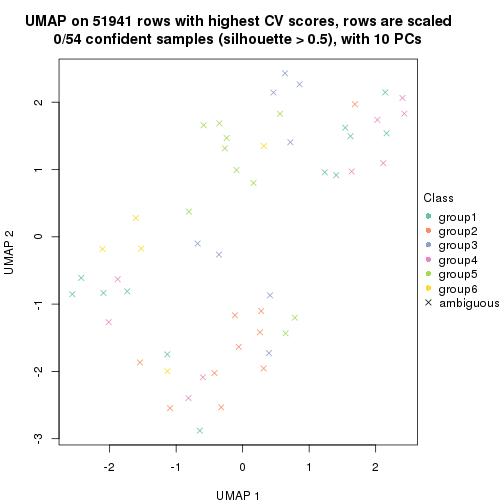 UMAP on 51941 rows with highest CV scores, rows are scaled
0/54 confident samples (silhouette > 0.5), with 10 PCs
2
1
0
-1
-2
-3
UMAP 2
-2
-1
0
1
2
UMAP 1
Class
group1
group2
group3
group4
group5
group6
ambiguous